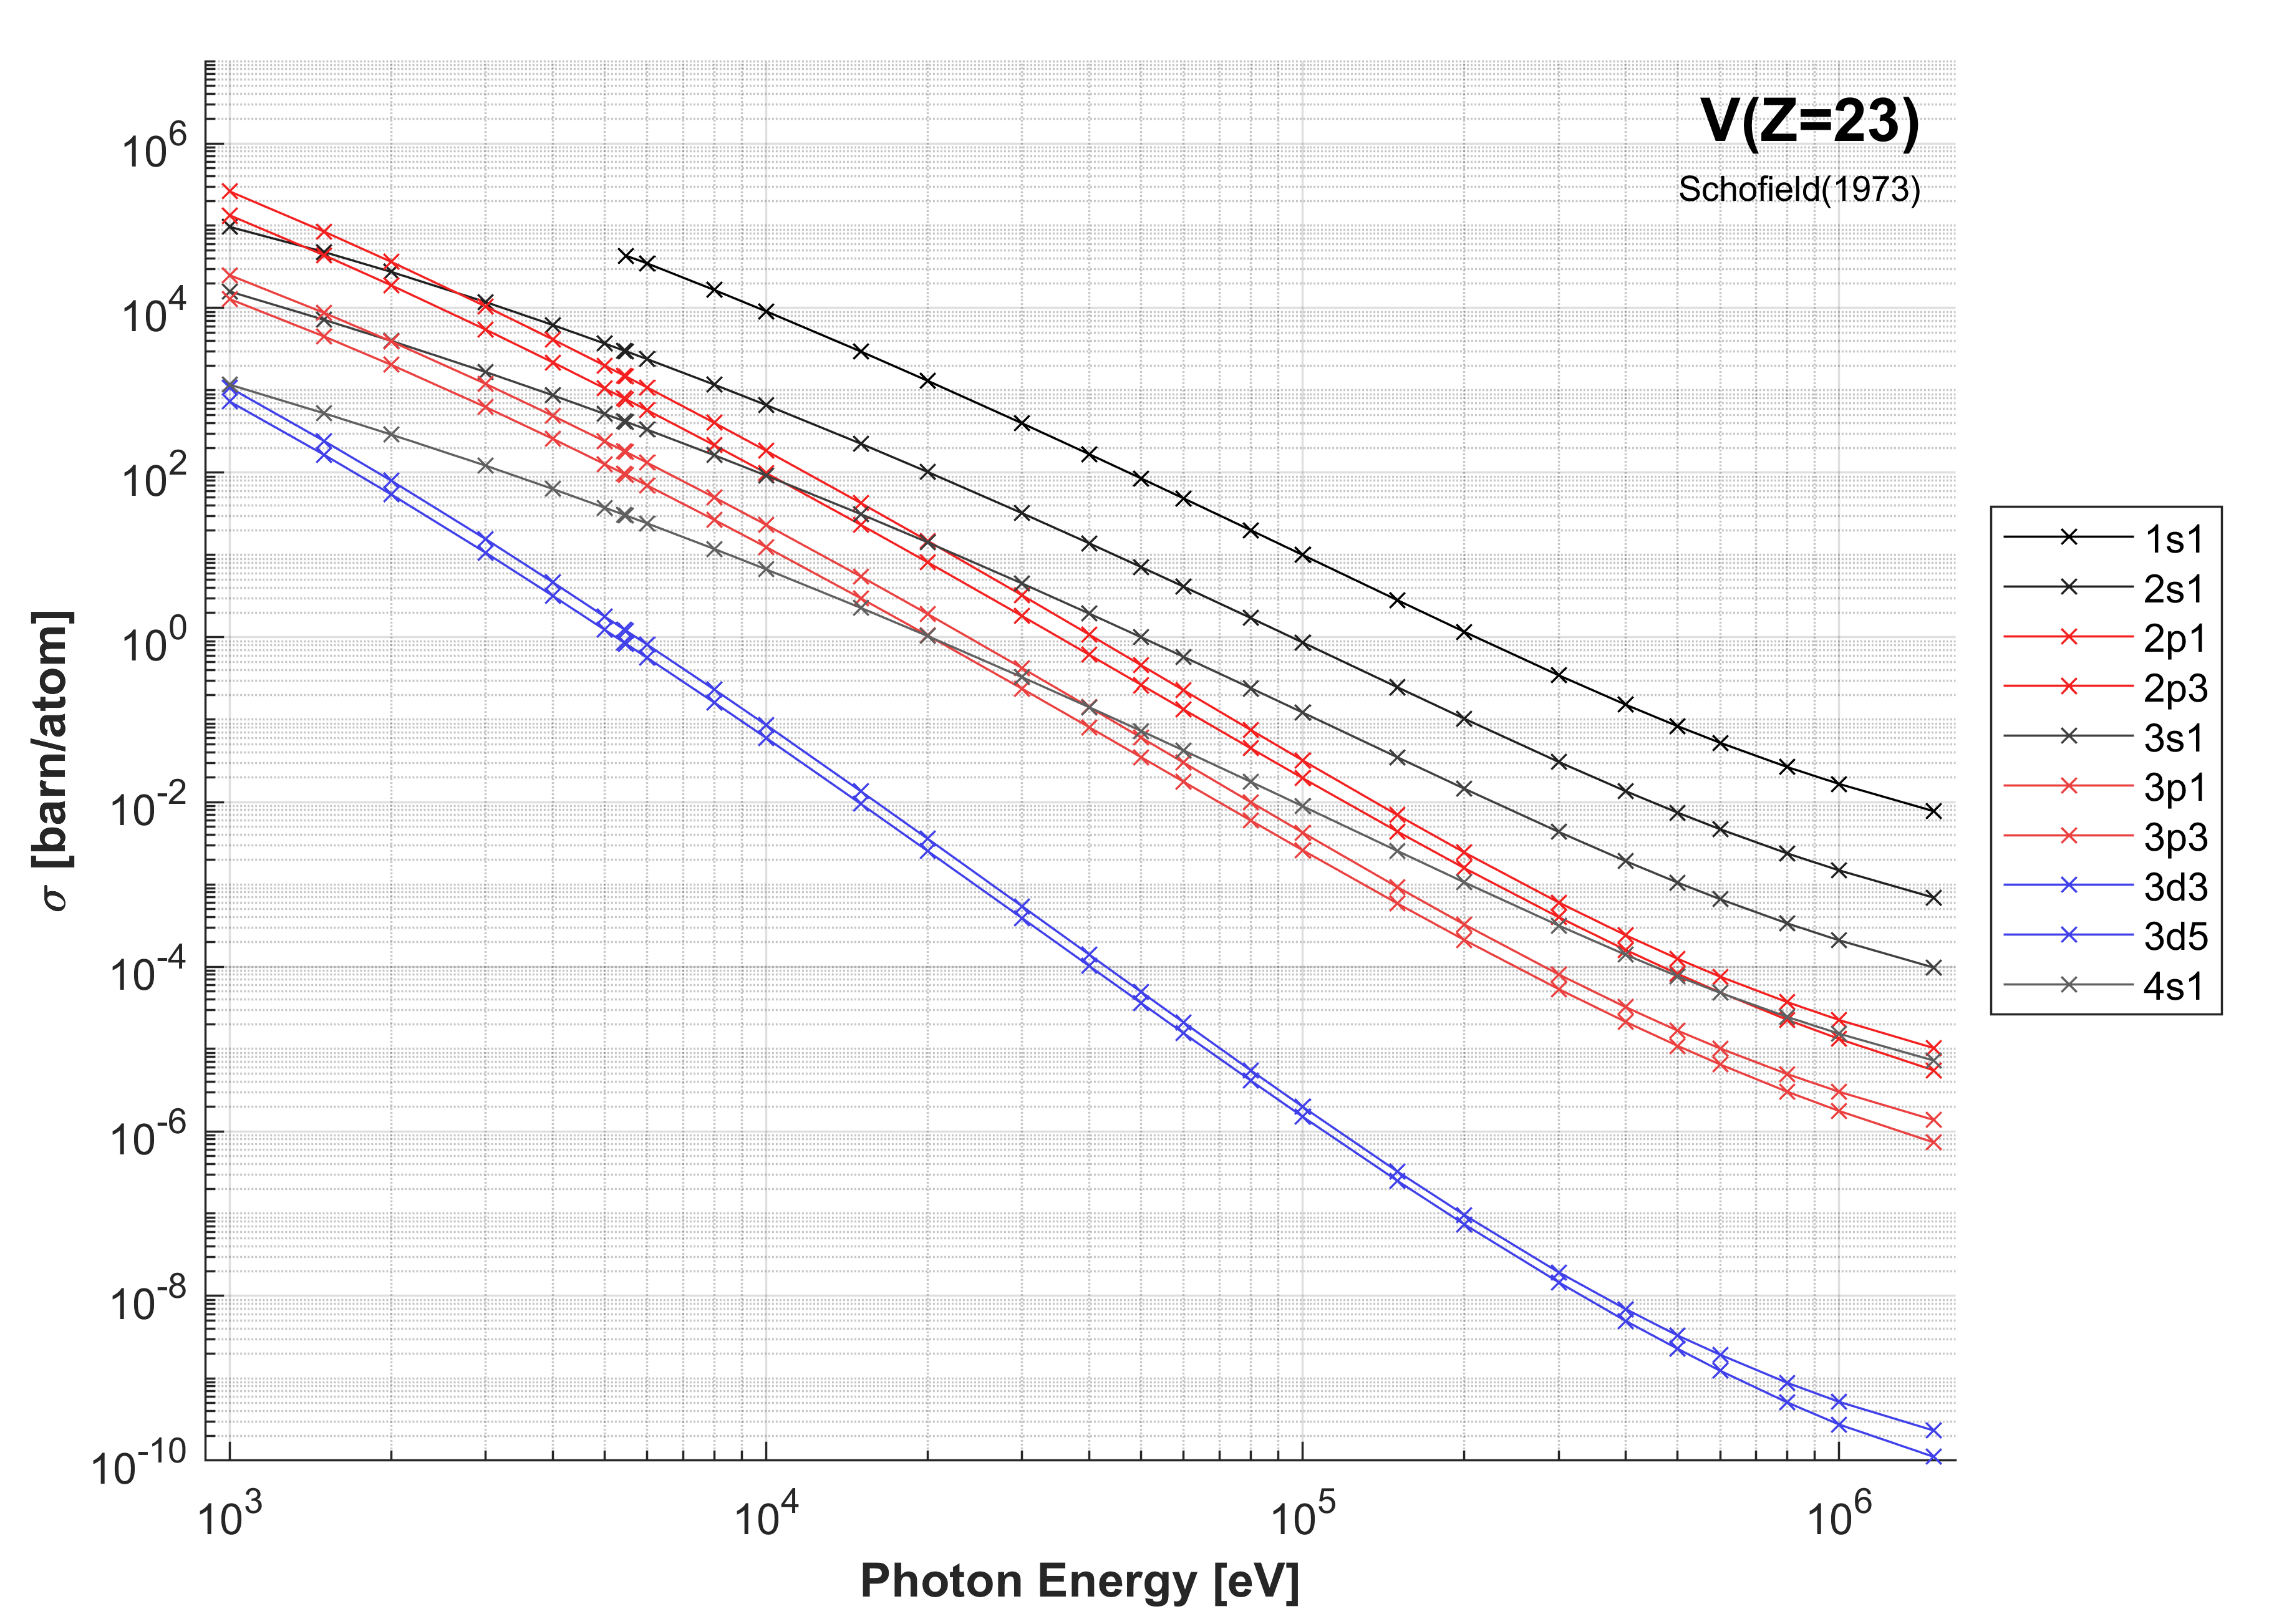 V(Z=23)
Schofield(1973)
10^6
10^4
10^2
10^0
10^-2
10^-4
10^-6
10^-8
10^-10
σ [barn/atom]
10^3 10^4 10^5 10^6
Photon Energy [eV]
1s1
2s1
2p1
2p3
3s1
3p1
3p3
3d3
3d5
4s1